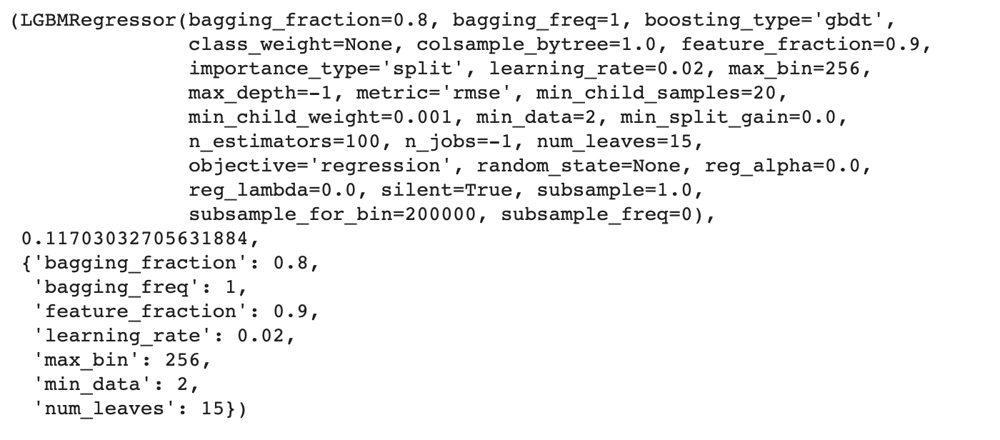 (LGBMRegressor(bagging_fraction=0.8, bagging_freq=1, boosting_type='gbdt',
class_weight=None, colsample_bytree=1.0, feature_fraction=0.9,
importance_type='split', learning_rate=0.02, max_bin=256,
max_depth=-1, metric='rmse', min_child_samples=20,
min_child_weight=0.001, min_data=2, min_split_gain=0.0,
n_estimators=100, n_jobs=-1, num_leaves=15,
objective='regression', random_state=None, reg_alpha=0.0,
reg_lambda=0.0, silent=True, subsample=1.0,
subsample_for_bin=200000, subsample_freq=0),
0.11703032705631884,
{'bagging_fraction': 0.8,
'bagging_freq': 1,
'feature_fraction': 0.9,
'learning_rate': 0.02,
'max_bin': 256,
'min_data': 2,
'num_leaves': 15})